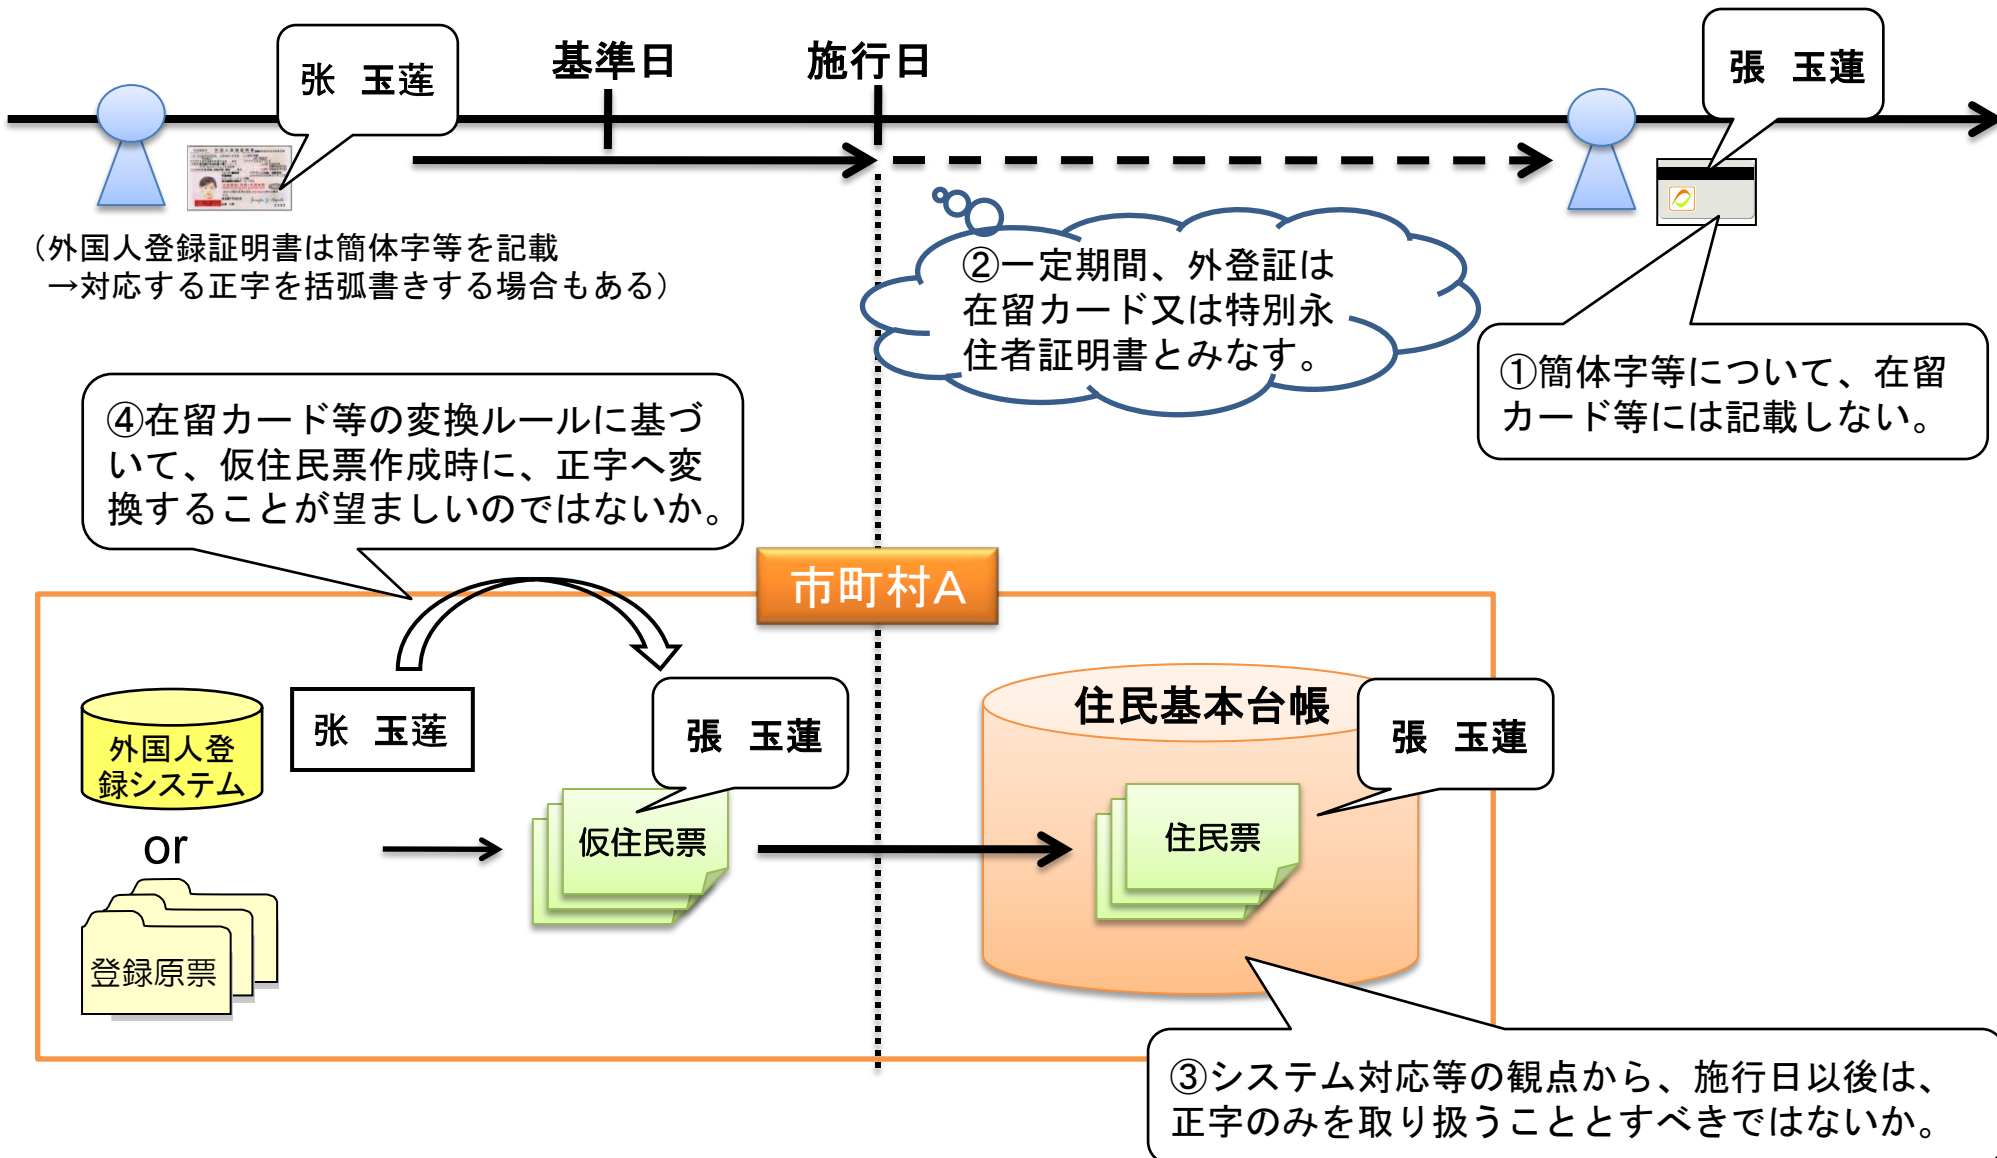 张　玉莲
基準日
施行日
張　玉蓮
（外国人登録証明書は簡体字等を記載
→対応する正字を括弧書きする場合もある）
②一定期間、外登証は
在留カード又は特別永
住者証明書とみなす。
①簡体字等について、在留
カード等には記載しない。
④在留カード等の変換ルールに基づ
いて、仮住民票作成時に、正字へ変
換することが望ましいのではないか。
市町村A
外国人登
録システム
or
登録原票
张　玉莲
張　玉蓮
仮住民票
住民基本台帳
張　玉蓮
住民票
③システム対応等の観点から、施行日以後は、
正字のみを取り扱うこととすべきではないか。